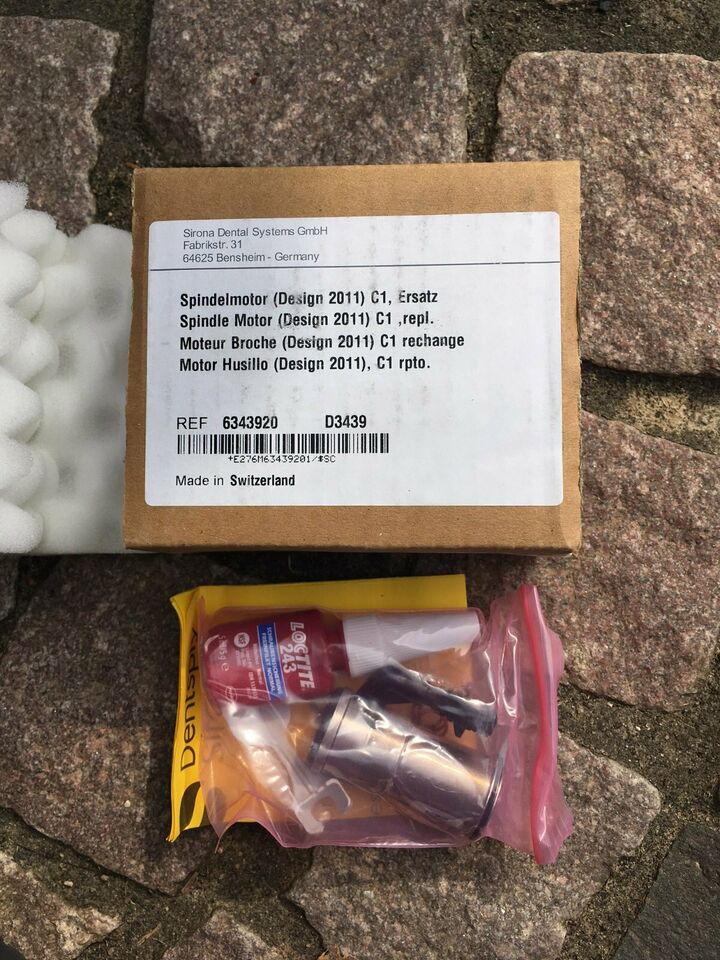 Sirona Dental Systems GmbH
Fabrikstr. 31
64625 Bensheim - Germany
Spindelmotor (Design 2011) C1, Ersatz
Spindle Motor (Design 2011) C1 ,repl.
Moteur Broche (Design 2011) C1 rechange
Motor Husillo (Design 2011), C1 rpto.
REF 6343920 D3439
+E276M63439201/*SC
Made in Switzerland
LOCTITE
243
Dentsply